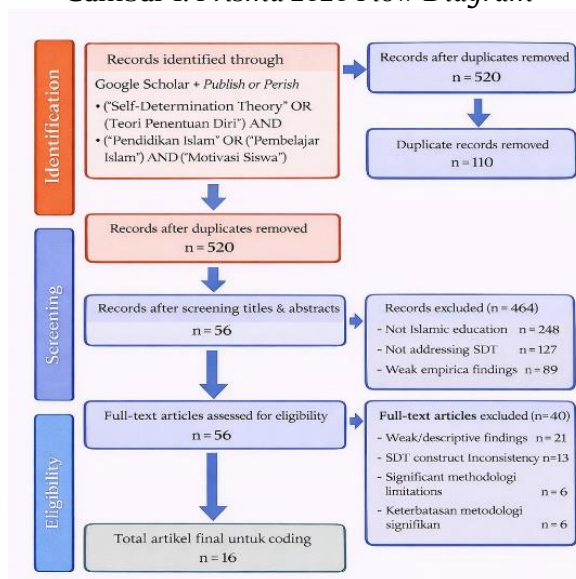 Gambar 1. Prisma 2020 Flow Diagram
Identification
Records identified through
Google Scholar + Publish or Perish
• (“Self-Determination Theory” OR
(Teori Penentuan Diri”) AND
• (“Pendidikan Islam” OR (“Pembelajar
Islam”) AND (“Motivasi Siswa”)
Records after duplicates removed
n = 520
Duplicate records removed
n = 110
Screening
Records after duplicates removed
n = 520
Records after screening titles & abstracts
n = 56
Records excluded (n = 464)
- Not Islamic education n = 248
- Not addressing SDT n = 127
- Weak empirica findings n = 89
Eligibility
Full-text articles assessed for eligibility
n = 56
Full-text articles excluded (n=40)
- Weak/descriptive findings n = 21
- SDT construct Inconsistency n=13
- Significant methodologi
limitations n = 6
- Keterbatasan metodologi
signifikan n = 6
Total artikel final untuk coding
n = 16